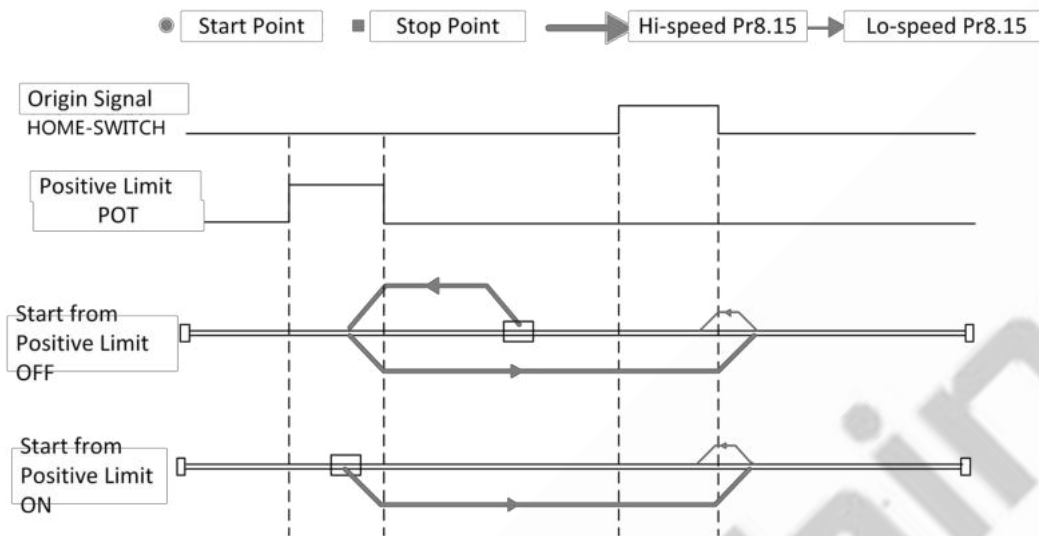 Start Point Stop Point Hi-speed Pr8.15 Lo-speed Pr8.15
Origin Signal
HOME-SWITCH
Positive Limit
POT
Start from
Positive Limit
OFF
Start from
Positive Limit
ON